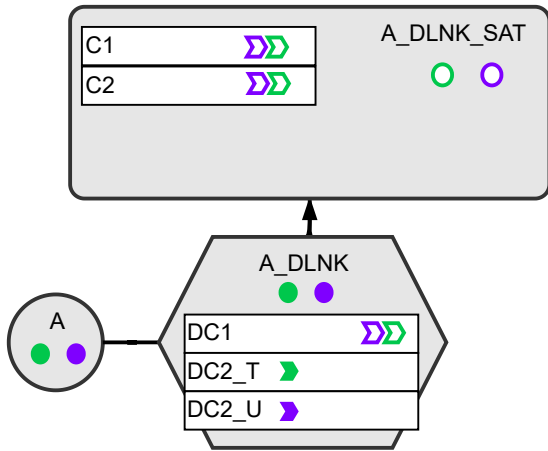 C1
A_DLNK_SAT
C2
A_DLNK
A
DC1
DC2_T
DC2_U